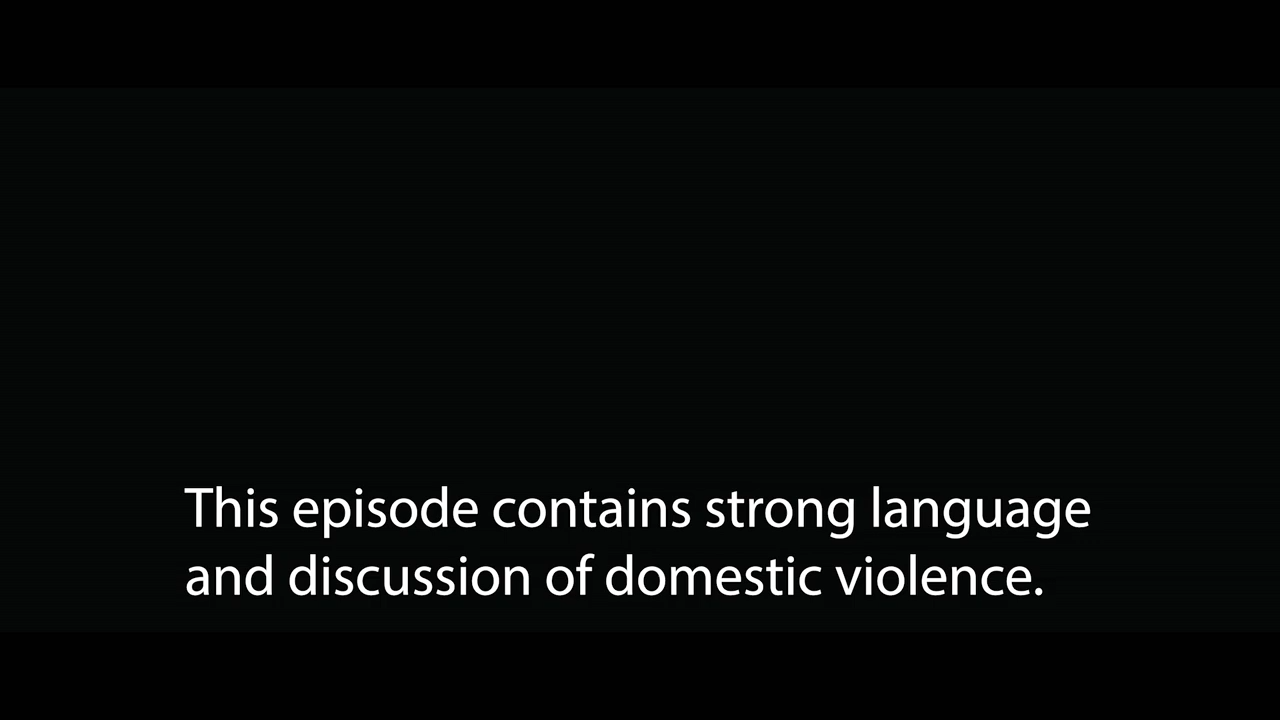 This episode contains strong language
and discussion of domestic violence.